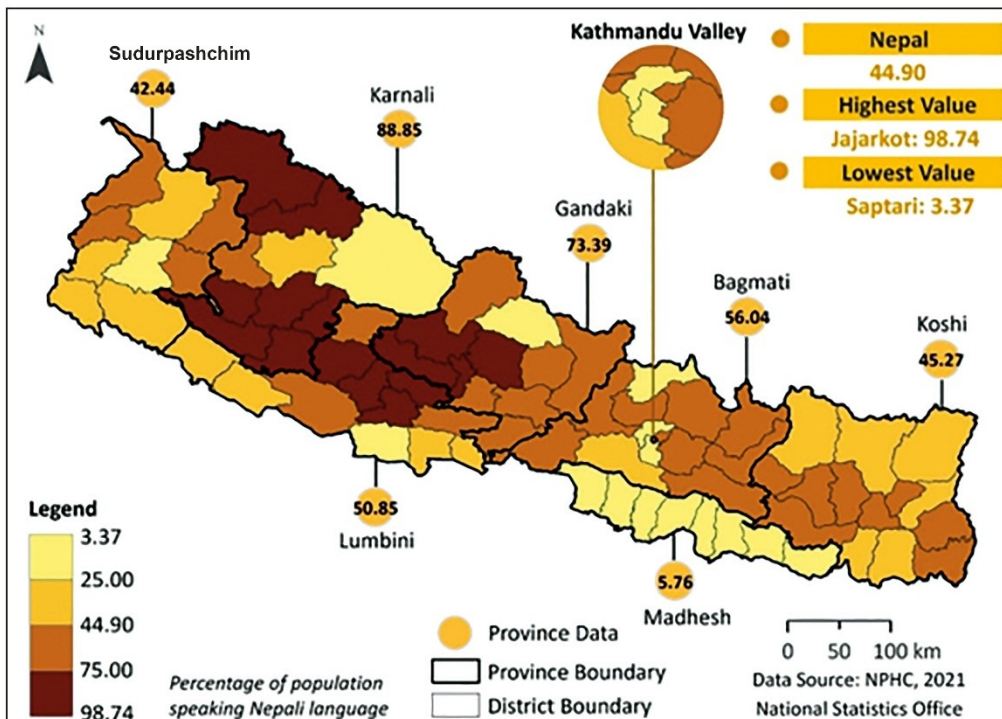 N
Sudurpashchim
42.44
Karnali
88.85
Kathmandu Valley
Nepal
44.90
Highest Value
Jajarkot: 98.74
Lowest Value
Saptari: 3.37
Gandaki
73.39
Bagmati
56.04
Koshi
45.27
50.85
Lumbini
5.76
Madhesh
Legend
3.37
25.00
44.90
75.00
98.74
Percentage of population
speaking Nepali language
Province Data
Province Boundary
District Boundary
0 50 100 km
Data Source: NPHC, 2021
National Statistics Office